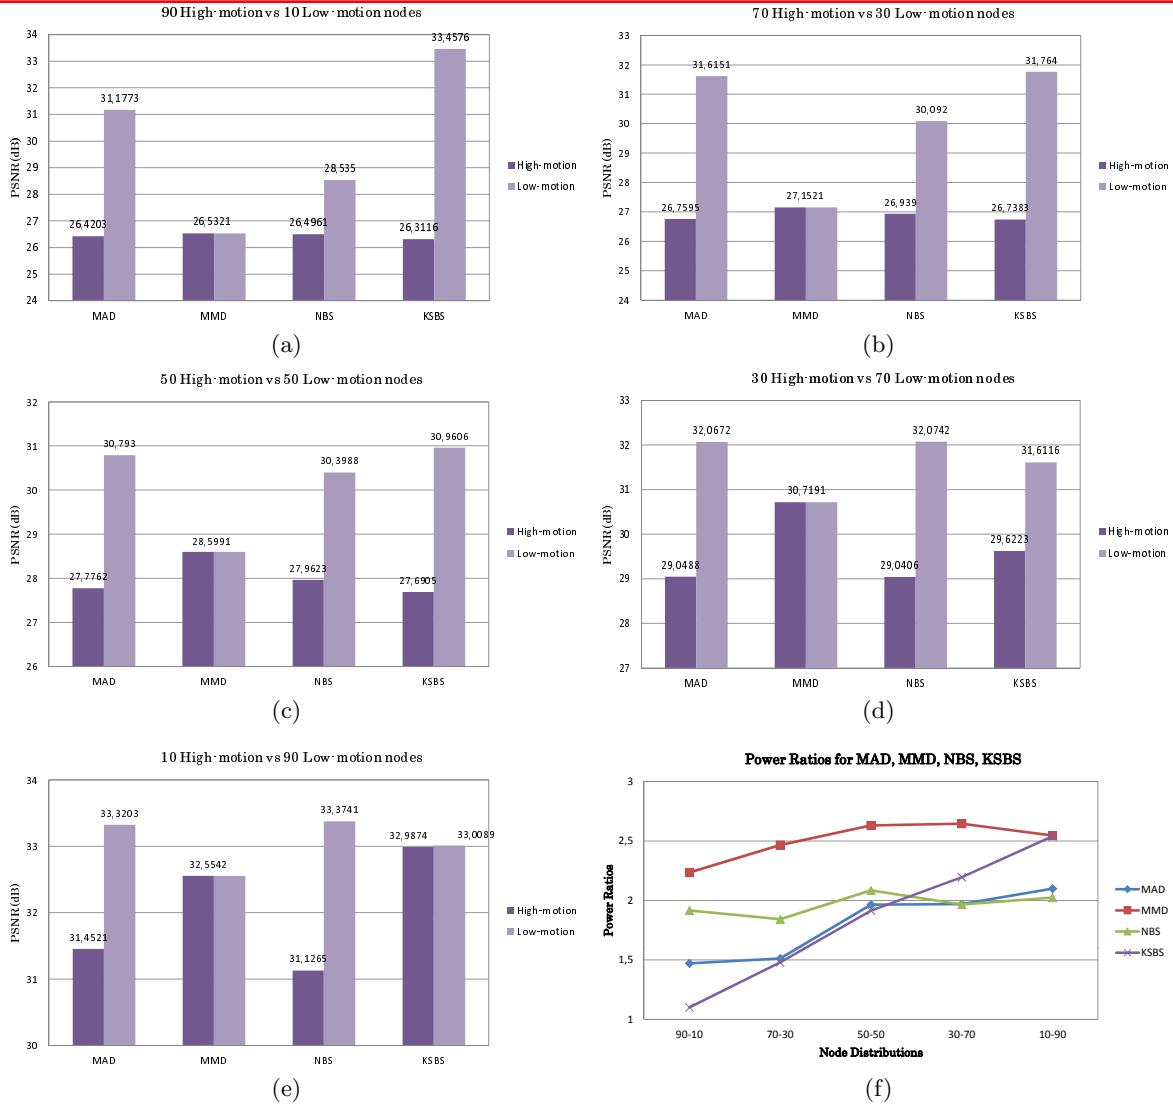 90 High-motion vs 10 Low-motion nodes
34
33
32
31
30
29
28
27
26
25
24
PSNR(dB)
26,4203
31,1773
26,5321
26,4961
28,535
26,3116
33,4576
MAD MMD NBS KSBS
High-motion
Low-motion
(a)
70 High-motion vs 30 Low-motion nodes
33
32
31
30
29
28
27
26
25
24
PSNR(dB)
26,7595
31,6151
27,1521
26,939
30,092
26,7383
31,764
MAD MMD NBS KSBS
High-motion
Low-motion
(b)
50 High-motion vs 50 Low-motion nodes
32
31
30
29
28
27
26
PSNR(dB)
27,7762
30,793
28,5991
27,9623
30,3988
27,6905
30,9606
MAD MMD NBS KSBS
High-motion
Low-motion
(c)
30 High-motion vs 70 Low-motion nodes
33
32
31
30
29
28
27
PSNR(dB)
29,0488
32,0672
30,7191
29,0406
32,0742
29,6223
31,6116
MAD MMD NBS KSBS
High-motion
Low-motion
(d)
10 High-motion vs 90 Low-motion nodes
34
33
32
31
30
PSNR(dB)
31,4521
33,3203
32,5542
31,1265
33,3741
32,9874
33,0089
MAD MMD NBS KSBS
High-motion
Low-motion
(e)
Power Ratios for MAD, MMD, NBS, KSBS
3
2,5
2
1,5
1
Power Ratios
90-10 70-30 50-50 30-70 10-90
Node Distributions
MAD
MMD
NBS
KSBS
(f)